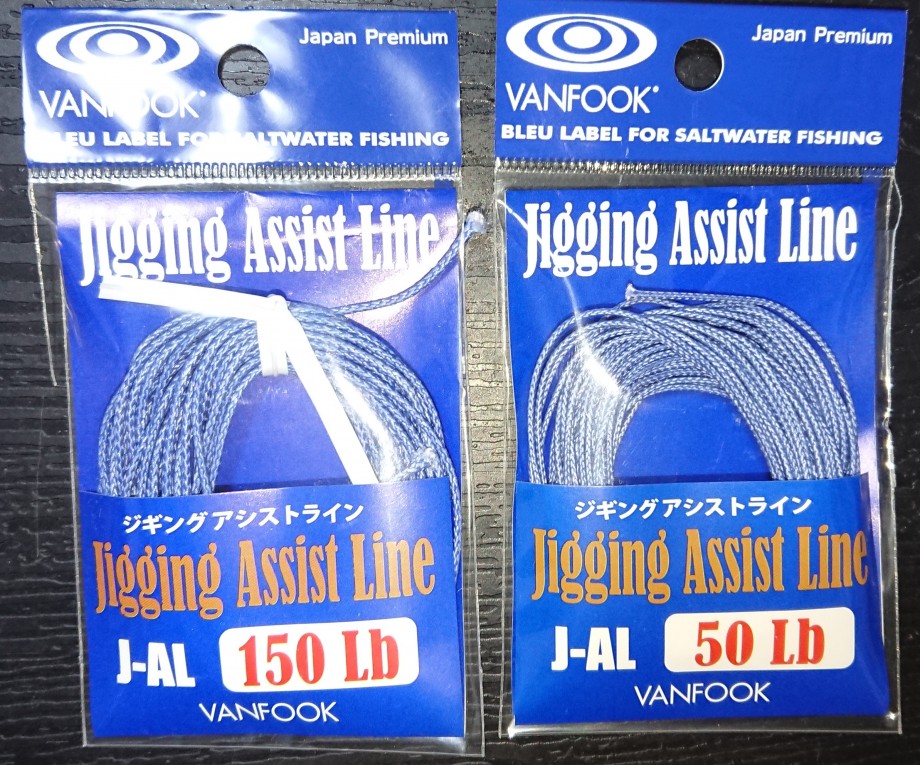 Japan Premium
VANFOOK
BLEU LABEL FOR SALTWATER FISHING
Jigging Assist Line
ジギングアシストライン
Jigging Assist Line
J-AL 150 Lb
VANFOOK
Japan Premium
VANFOOK
BLEU LABEL FOR SALTWATER FISHING
Jigging Assist Line
ジギングアシストライン
Jigging Assist Line
J-AL 50 Lb
VANFOOK